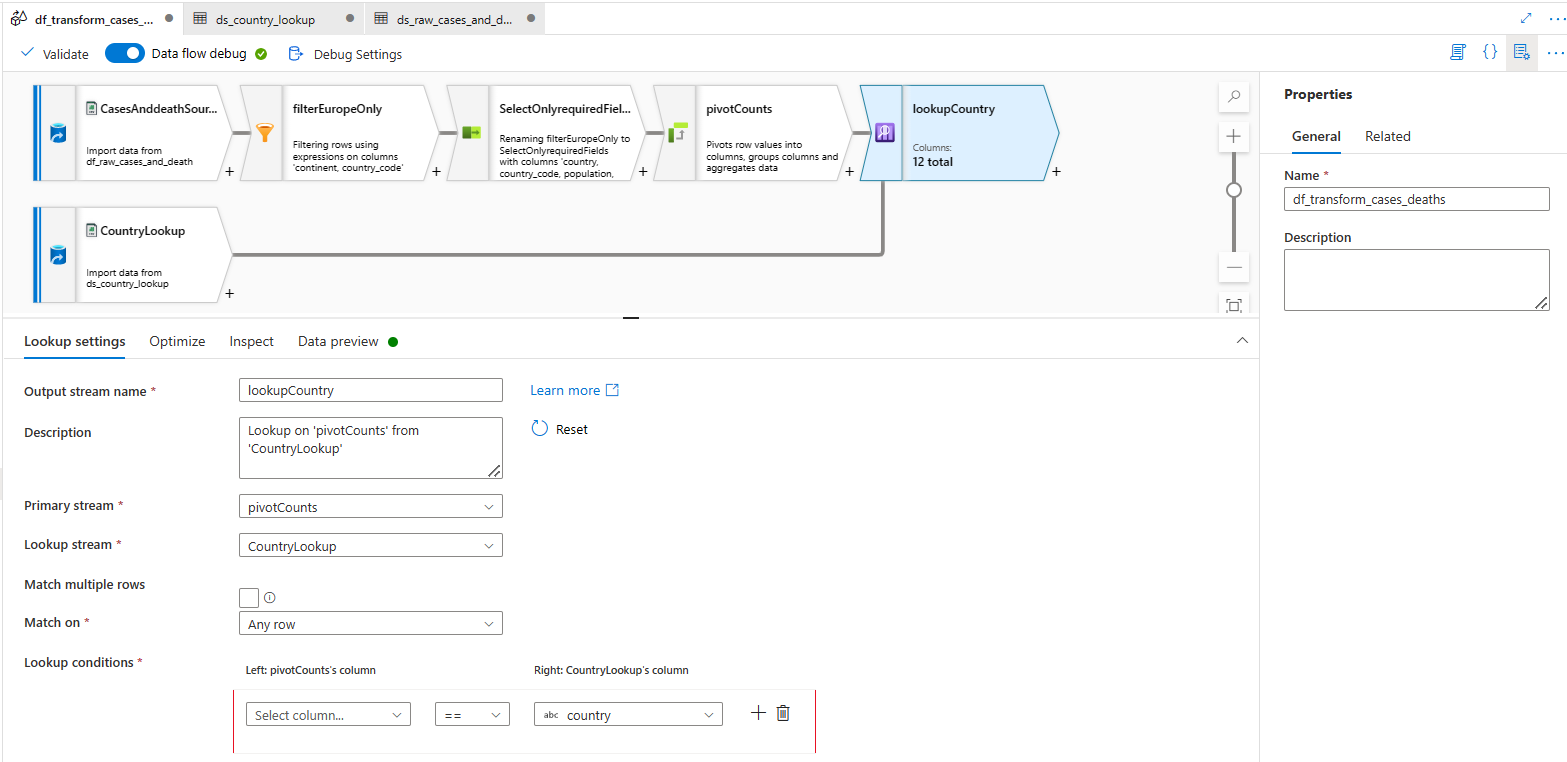 df_transform_cases_...
ds_country_lookup
ds_raw_cases_and_d...
Validate
Data flow debug
Debug Settings
{ }
CasesAnddeathSour...
Import data from
df_raw_cases_and_death
+
filterEuropeOnly
Filtering rows using
expressions on columns
'continent, country_code'
+
SelectOnlyrequiredFiel...
Renaming filterEuropeOnly to
SelectOnlyrequiredFields
with columns 'country,
country_code, population,
+
pivotCounts
Pivots row values into
columns, groups columns and
aggregates data
+
lookupCountry
Columns:
12 total
+
CountryLookup
Import data from
ds_country_lookup
+
Properties
General
Related
Name *
df_transform_cases_deaths
Description
Lookup settings
Optimize
Inspect
Data preview
Output stream name *
lookupCountry
Learn more
Description
Lookup on 'pivotCounts' from
'CountryLookup'
Reset
Primary stream *
pivotCounts
Lookup stream *
CountryLookup
Match multiple rows
Match on *
Any row
Lookup conditions *
Left: pivotCounts's column
Right: CountryLookup's column
Select column...
==
abc country